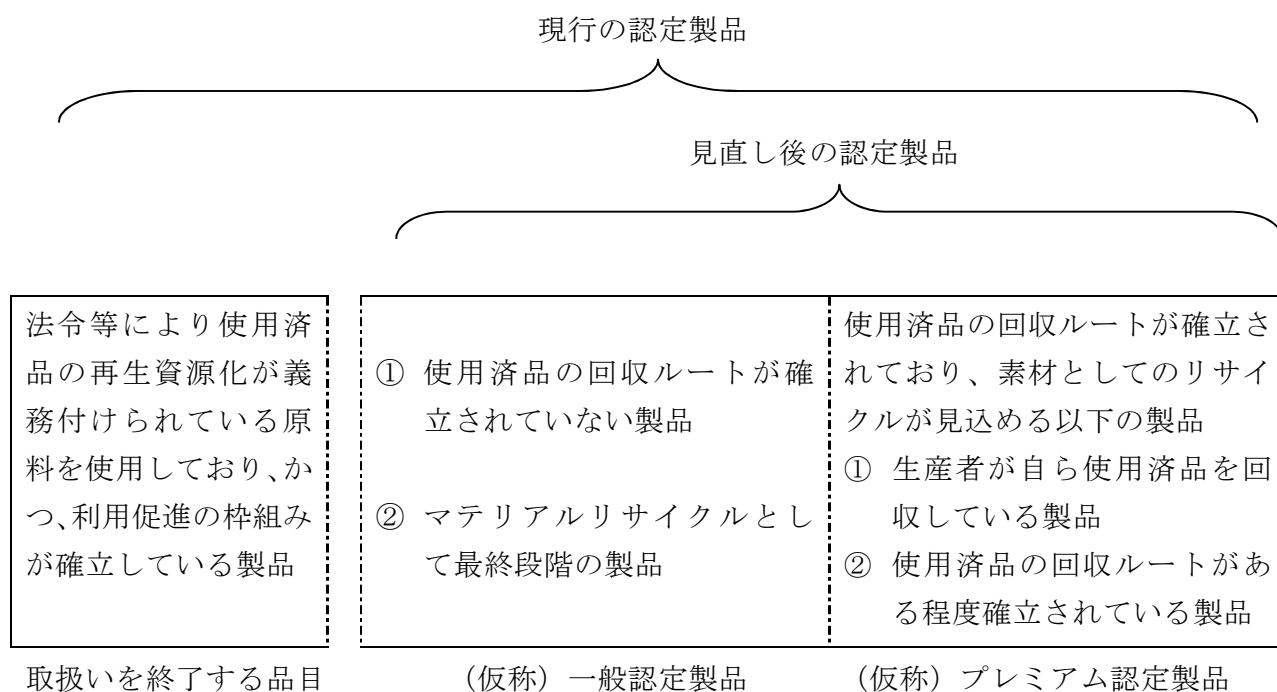 現行の認定製品
見直し後の認定製品
法令等により使用済
品の再生資源化が義
務付けられている原
料を使用しており、か
つ、利用促進の枠組み
が確立している製品
① 使用済品の回収ルートが確
立されていない製品
② マテリアルリサイクルとし
て最終段階の製品
使用済品の回収ルートが確立さ
れており、素材としてのリサイ
クルが見込める以下の製品
① 生産者が自ら使用済品を回
収している製品
② 使用済品の回収ルートがあ
る程度確立されている製品
取扱いを終了する品目
（仮称）一般認定製品
（仮称）プレミアム認定製品